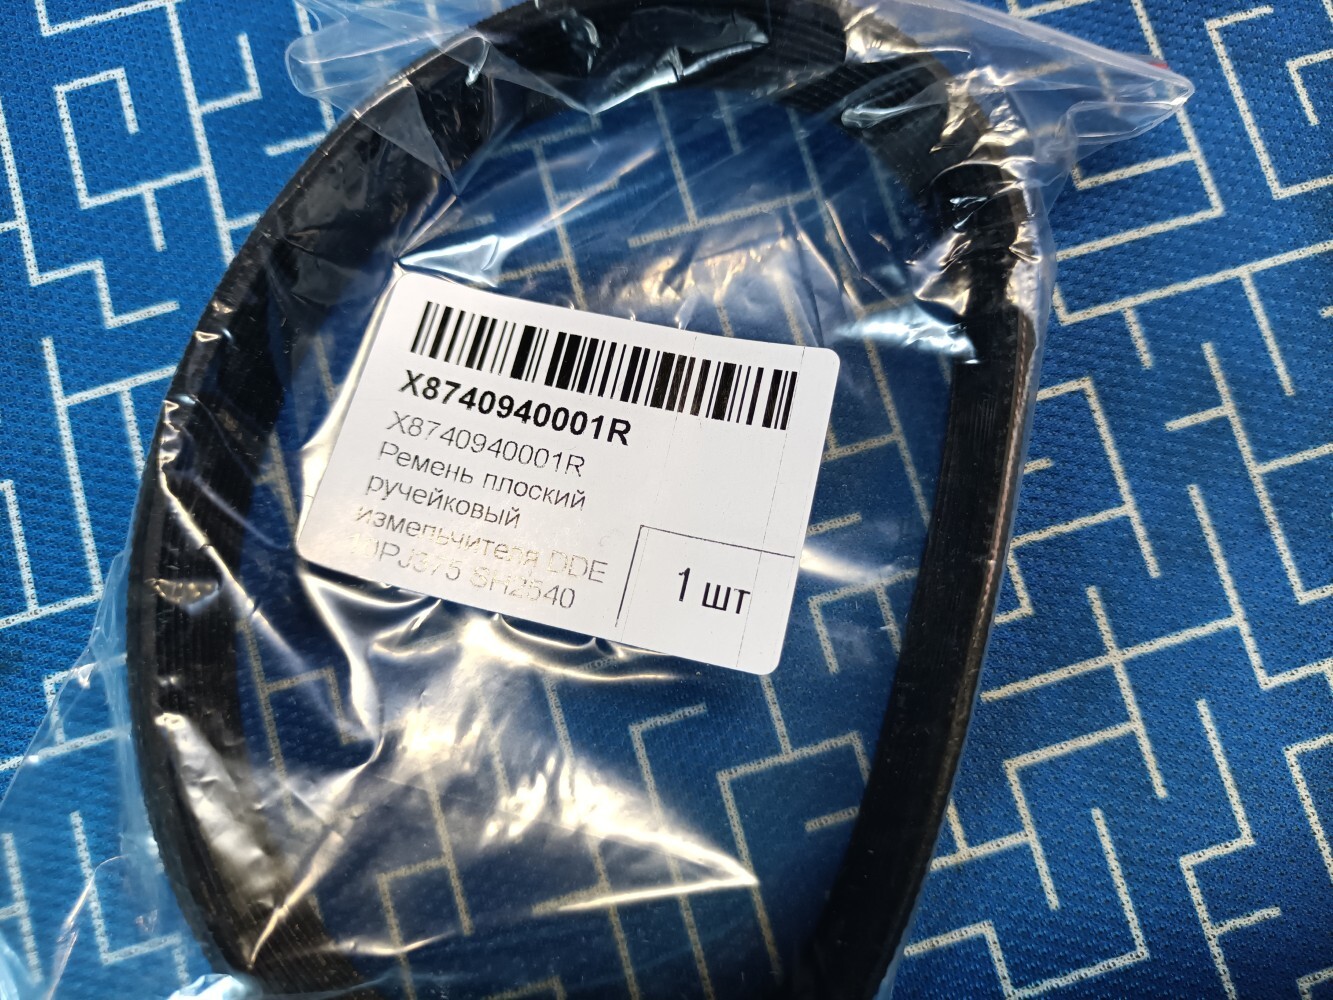 X8740940001R
X8740940001R
Ремень плоский
ручейковый
измельчителя DDE
10PJ375 SH2540
1 шт